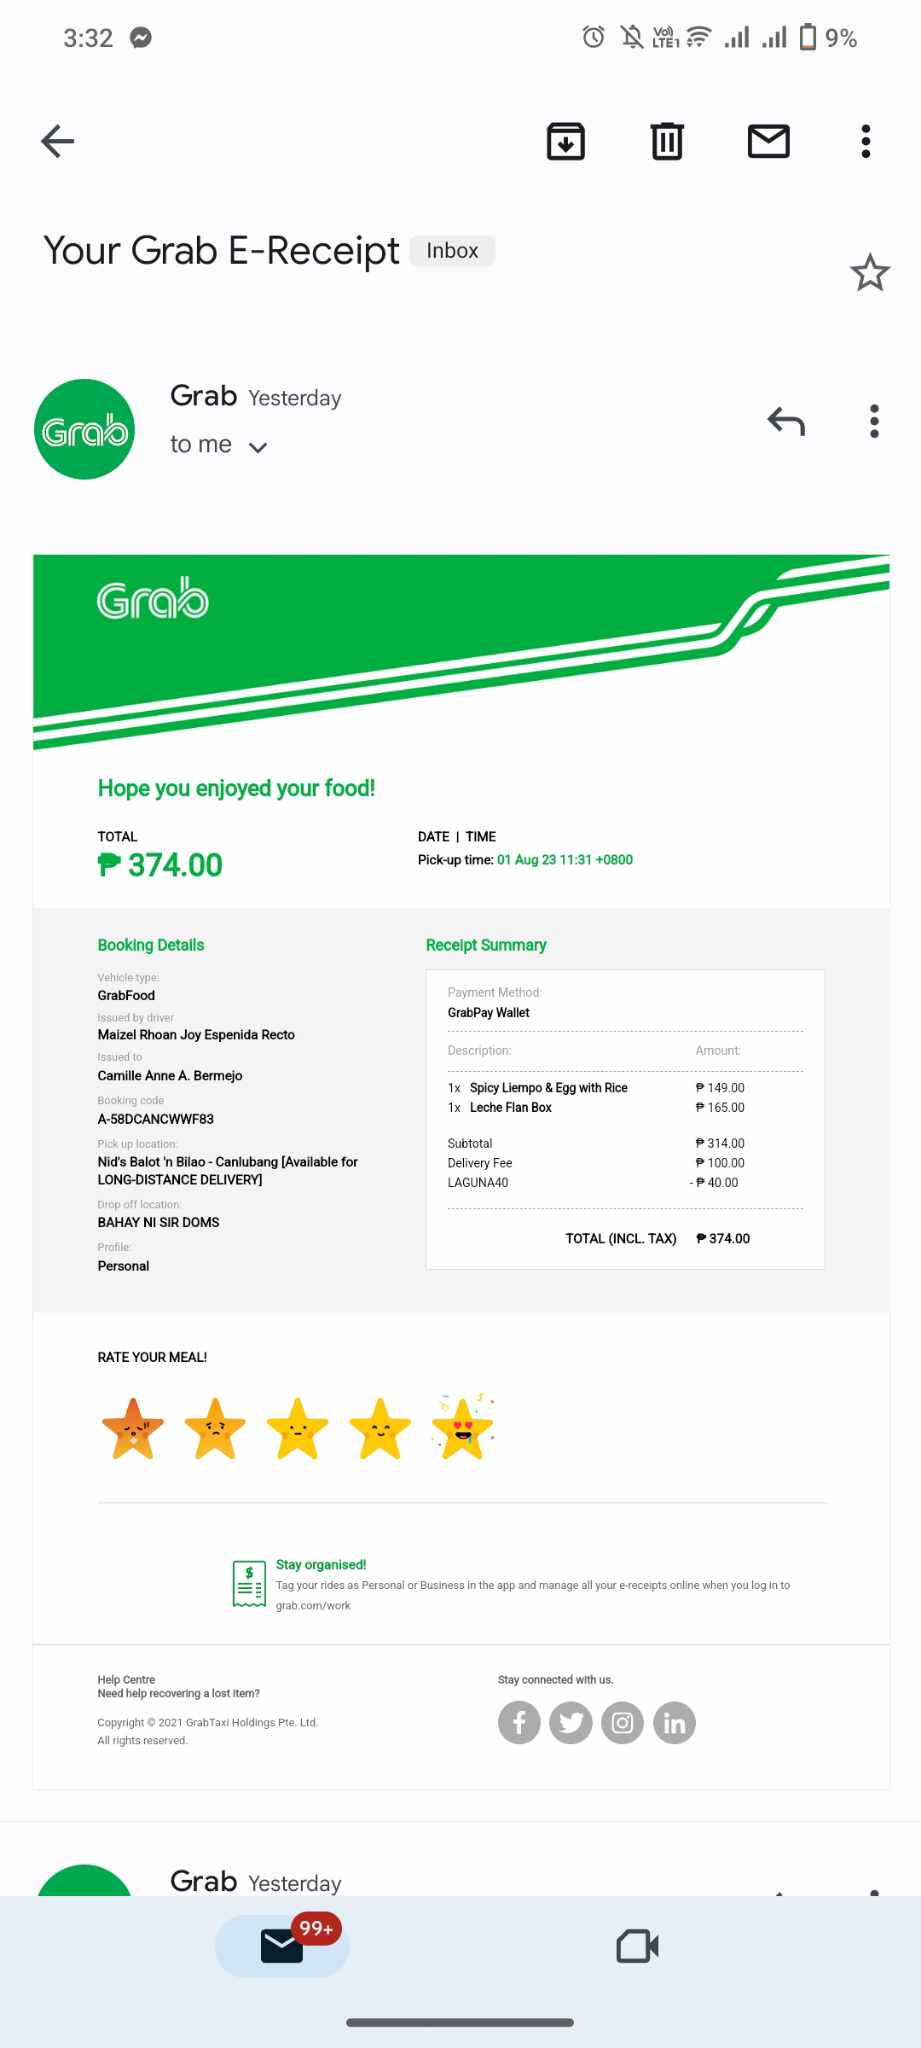 3:32
Vo)) LTE1
9%
Your Grab E-Receipt Inbox
Grab
Grab Yesterday
to me
Grab
Hope you enjoyed your food!
TOTAL
₱ 374.00
DATE | TIME
Pick-up time: 01 Aug 23 11:31 +0800
Booking Details
Vehicle type:
GrabFood
Issued by driver
Maizel Rhoan Joy Espenida Recto
Issued to
Camille Anne A. Bermejo
Booking code
A-58DCANCWWF83
Pick up location:
Nid's Balot 'n Bilao - Canlubang [Available for
LONG-DISTANCE DELIVERY]
Drop off location:
BAHAY NI SIR DOMS
Profile:
Personal
Receipt Summary
Payment Method:
GrabPay Wallet
Description: Amount:
1x Spicy Liempo & Egg with Rice ₱ 149.00
1x Leche Flan Box ₱ 165.00
Subtotal ₱ 314.00
Delivery Fee ₱ 100.00
LAGUNA40 - ₱ 40.00
TOTAL (INCL. TAX) ₱ 374.00
RATE YOUR MEAL!
Stay organised!
Tag your rides as Personal or Business in the app and manage all your e-receipts online when you log in to
grab.com/work
Help Centre
Need help recovering a lost item?
Copyright © 2021 GrabTaxi Holdings Pte. Ltd.
All rights reserved.
Stay connected with us.
Grab Yesterday
99+